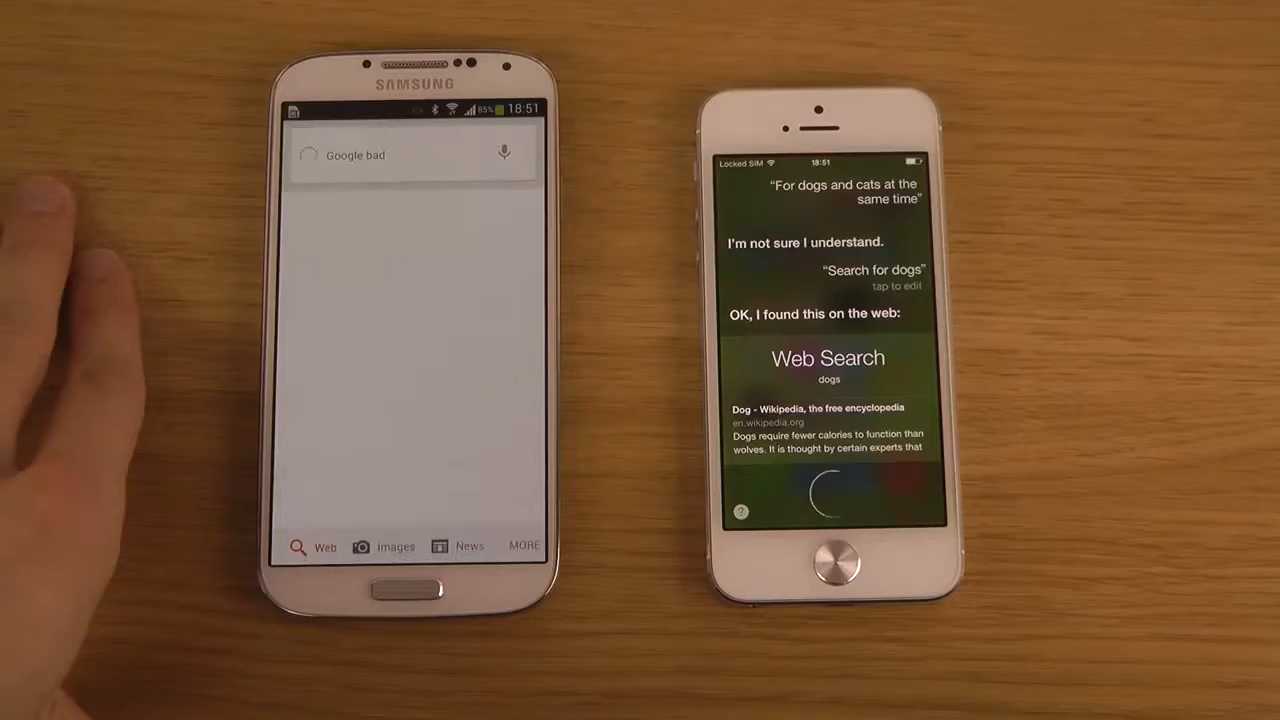 SAMSUNG
85% 18:51
Google bad
Web Images News MORE
Locked SIM 18:51
“For dogs and cats at the
same time”
I'm not sure I understand.
“Search for dogs”
tap to edit
OK, I found this on the web:
Web Search
dogs
Dog - Wikipedia, the free encyclopedia
en.wikipedia.org
Dogs require fewer calories to function than
wolves. It is thought by certain experts that
?